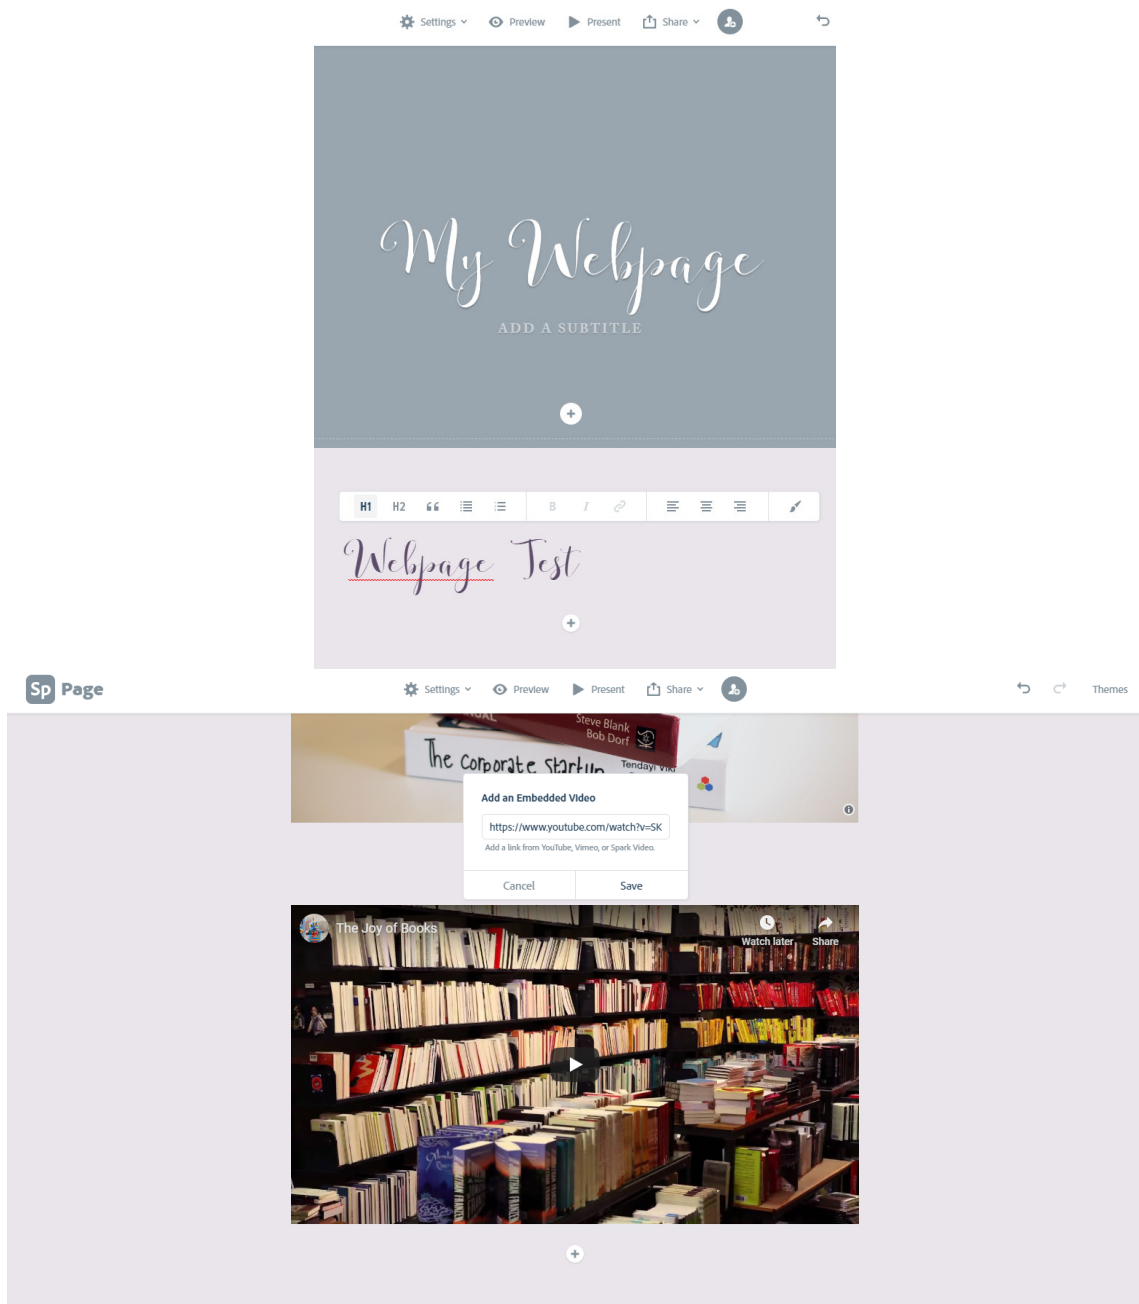 Settings Preview Present Share
My Webpage
ADD A SUBTITLE
H1 H2 B I
Webpage Test
Sp Page Settings Preview Present Share Themes
Steve Blank
Bob Dorf
The Corporate Startup
Tendayi Viki
Add an Embedded Video
https://www.youtube.com/watch?v=SK
Add a link from YouTube, Vimeo, or Spark Video.
Cancel Save
The Joy of Books
Watch later Share